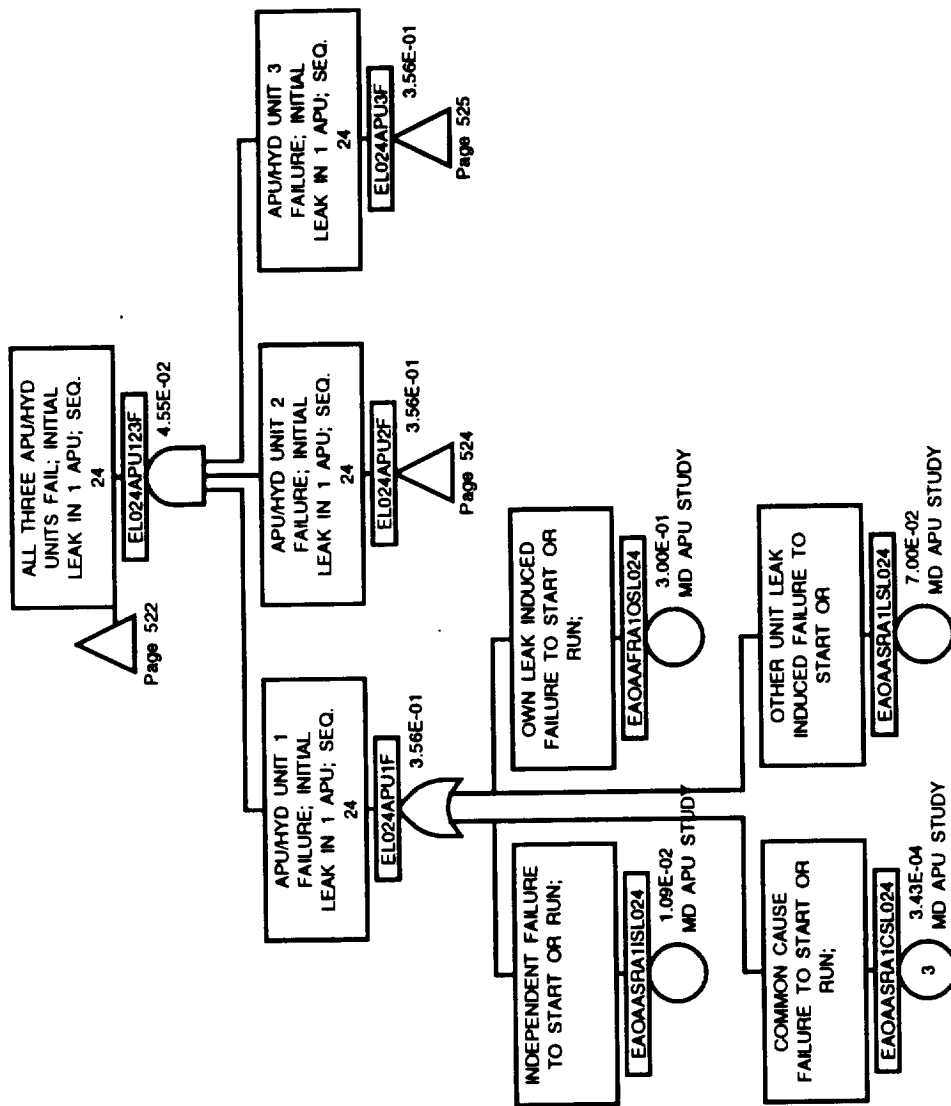 ALL THREE APU/HYD
UNITS FAIL; INITIAL
LEAK IN 1 APU; SEQ.
24
EL024APU123F
4.55E-02
Page 522
APU/HYD UNIT 1
FAILURE; INITIAL
LEAK IN 1 APU; SEQ.
24
EL024APU1F
3.56E-01
APU/HYD UNIT 2
FAILURE; INITIAL
LEAK IN 1 APU; SEQ.
24
EL024APU2F
3.56E-01
Page 524
APU/HYD UNIT 3
FAILURE; INITIAL
LEAK IN 1 APU; SEQ.
24
EL024APU3F
3.56E-01
Page 525
INDEPENDENT FAILURE
TO START OR RUN;
EAOAASRA1ISL024
1.09E-02
MD APU STUDY
OWN LEAK INDUCED
FAILURE TO START OR
RUN;
EAOAAFRA1OSL024
3.00E-01
MD APU STUDY
COMMON CAUSE
FAILURE TO START OR
RUN;
EAOAASRA1CSL024
3
3.43E-04
MD APU STUDY
OTHER UNIT LEAK
INDUCED FAILURE TO
START OR
EAOAASRA1LSL024
7.00E-02
MD APU STUDY